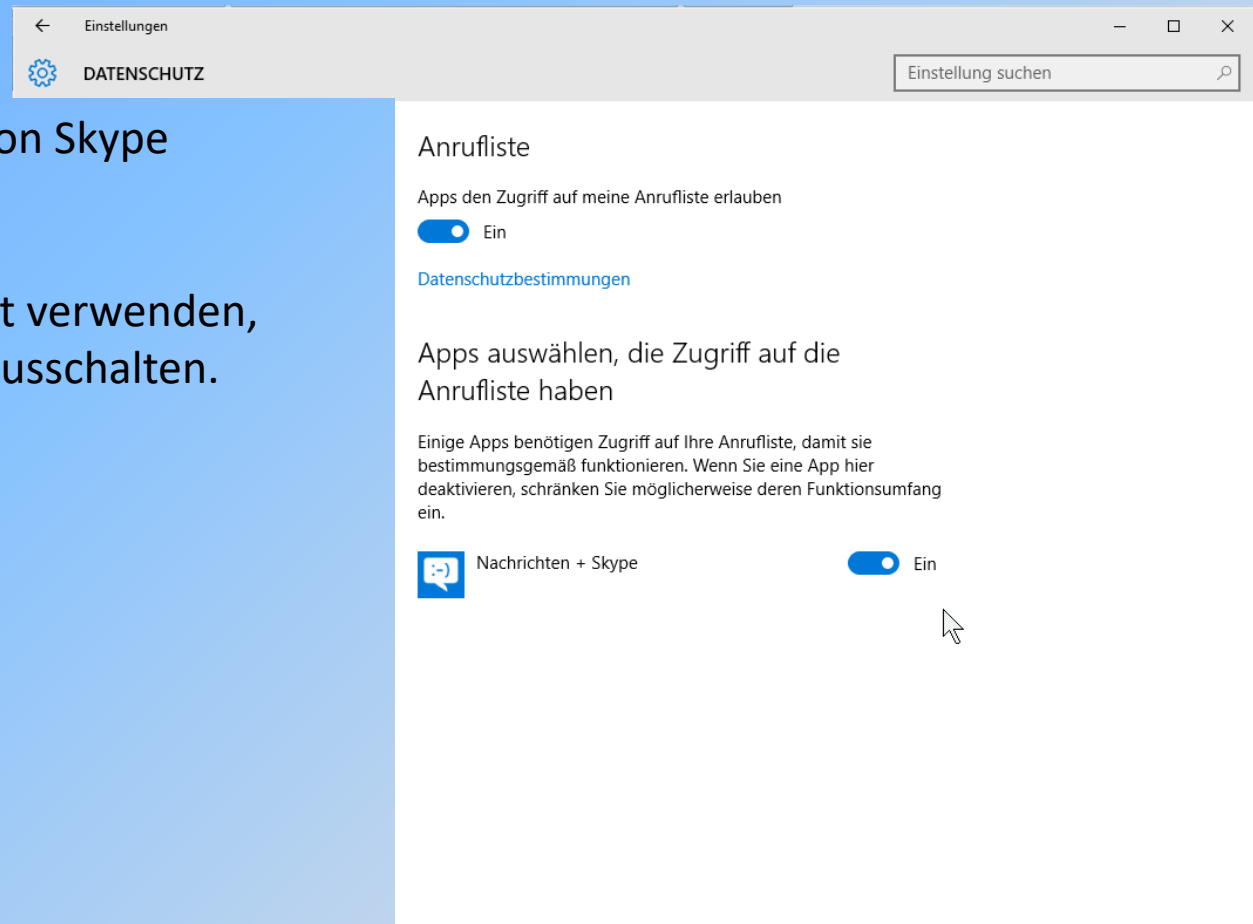 Einstellungen
DATENSCHUTZ
Einstellung suchen
on Skype
t verwenden,
usschalten.
Anrufliste
Apps den Zugriff auf meine Anrufliste erlauben
Ein
Datenschutzbestimmungen
Apps auswählen, die Zugriff auf die
Anrufliste haben
Einige Apps benötigen Zugriff auf Ihre Anrufliste, damit sie
bestimmungsgemäß funktionieren. Wenn Sie eine App hier
deaktivieren, schränken Sie möglicherweise deren Funktionsumfang
ein.
:-)
Nachrichten + Skype
Ein